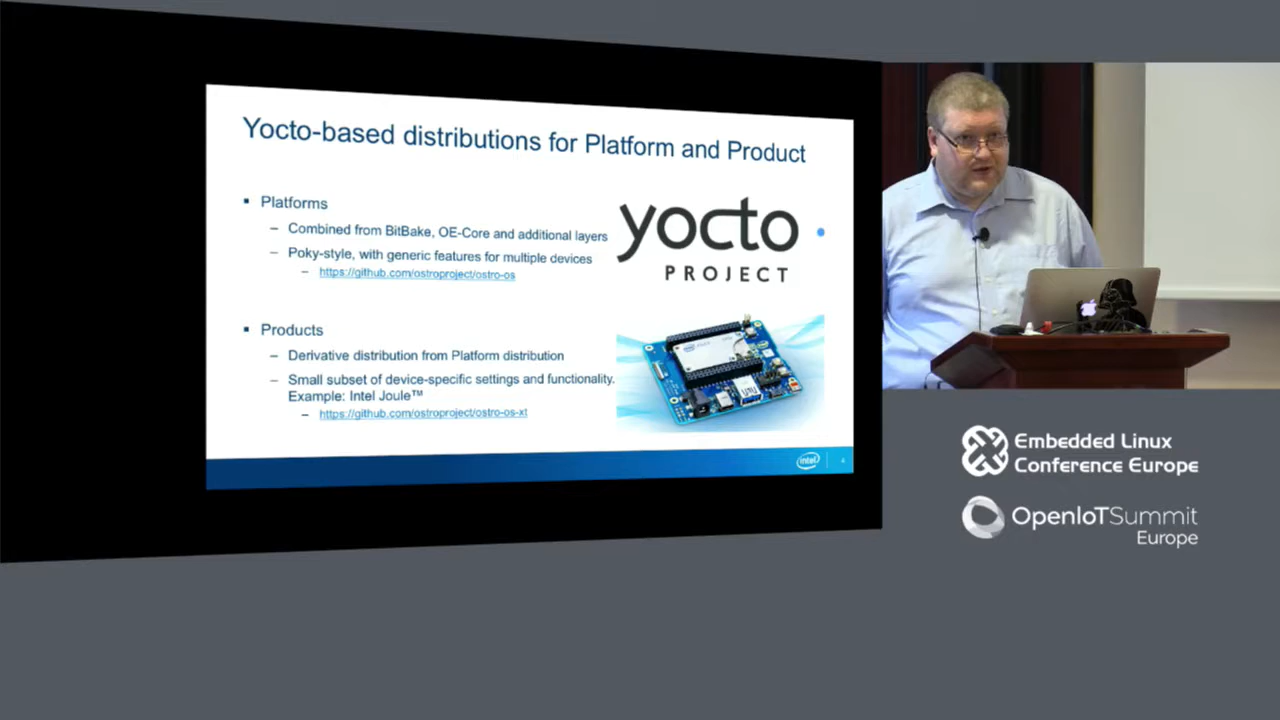 Yocto-based distributions for Platform and Product
▪ Platforms
– Combined from BitBake, OE-Core and additional layers
– Poky-style, with generic features for multiple devices
– https://github.com/ostroproject/ostro-os
▪ Products
– Derivative distribution from Platform distribution
– Small subset of device-specific settings and functionality.
Example: Intel Joule™
– https://github.com/ostroproject/ostro-os-xt
yocto
PROJECT
intel
Embedded Linux
Conference Europe
OpenIoTSummit
Europe